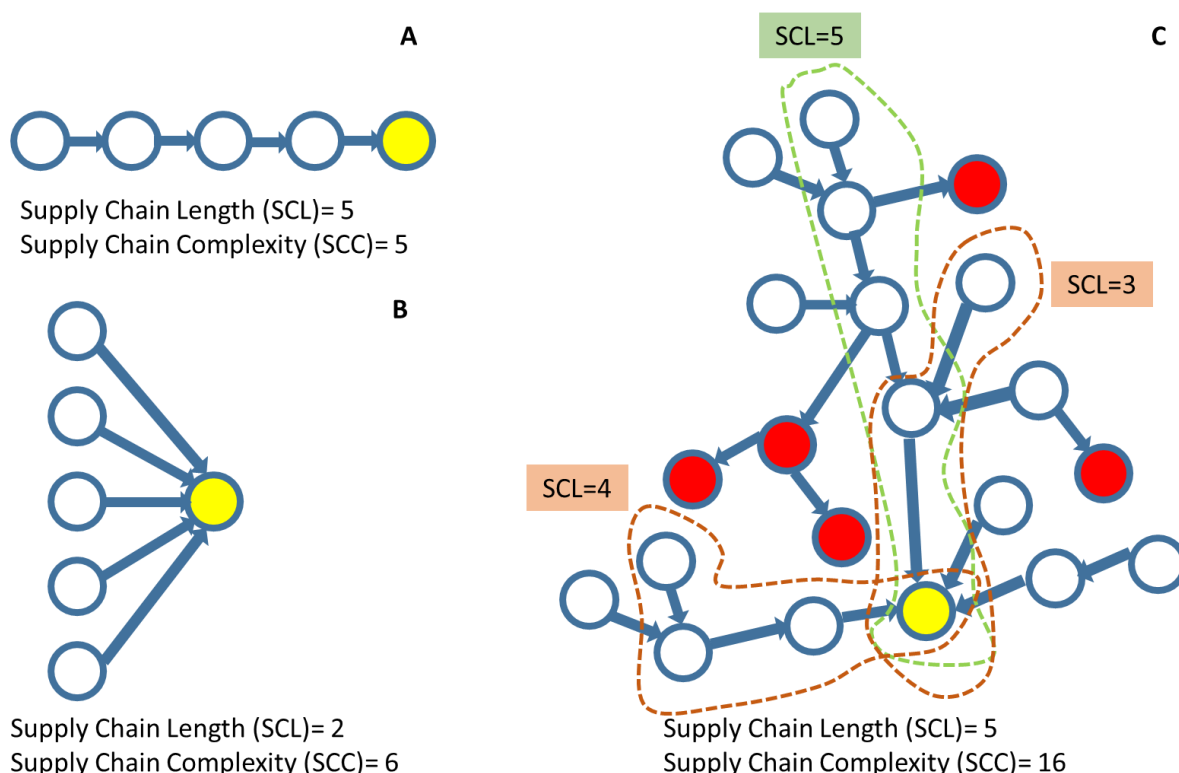 A
Supply Chain Length (SCL)= 5
Supply Chain Complexity (SCC)= 5
B
Supply Chain Length (SCL)= 2
Supply Chain Complexity (SCC)= 6
C
SCL=5
SCL=3
SCL=4
Supply Chain Length (SCL)= 5
Supply Chain Complexity (SCC)= 16